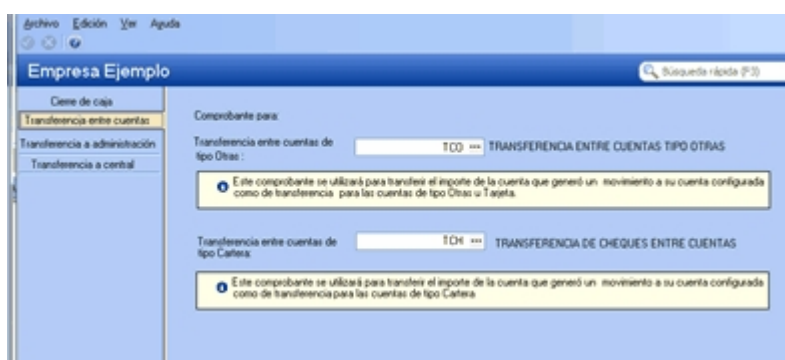 Archivo Edición Ver Ayuda
Empresa Ejemplo
Búsqueda rápida (F3)
Cierre de caja
Transferencia entre cuentas
Transferencia a administración
Transferencia a central
Comprobante para:
Transferencia entre cuentas de
tipo Otras :
TCO ... TRANSFERENCIA ENTRE CUENTAS TIPO OTRAS
Este comprobante se utilizará para transferir el importe de la cuenta que generó un movimiento a su cuenta configurada
como de transferencia para las cuentas de tipo Otras u Tarjeta.
Transferencia entre cuentas de
tipo Cartera:
TCH ... TRANSFERENCIA DE CHEQUES ENTRE CUENTAS
Este comprobante se utilizará para transferir el importe de la cuenta que generó un movimiento a su cuenta configurada
como de transferencia para las cuentas de tipo Cartera